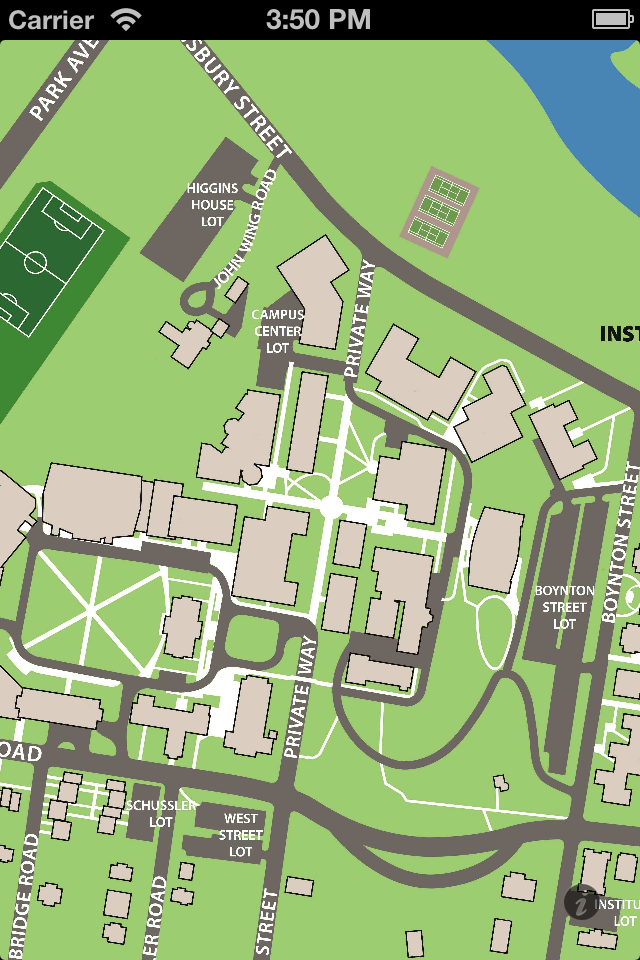 Carrier 3:50 PM
PARK AVE
SBURY STREET
HIGGINS
HOUSE
LOT
JOHN WING ROAD
CAMPUS
CENTER
LOT
PRIVATE WAY
INST
BOYNTON STREET
BOYNTON
STREET
LOT
PRIVATE WAY
OAD
SCHUSSLER
LOT
WEST
STREET
LOT
BRIDGE ROAD
ER ROAD
STREET
i
INSTITU
LOT